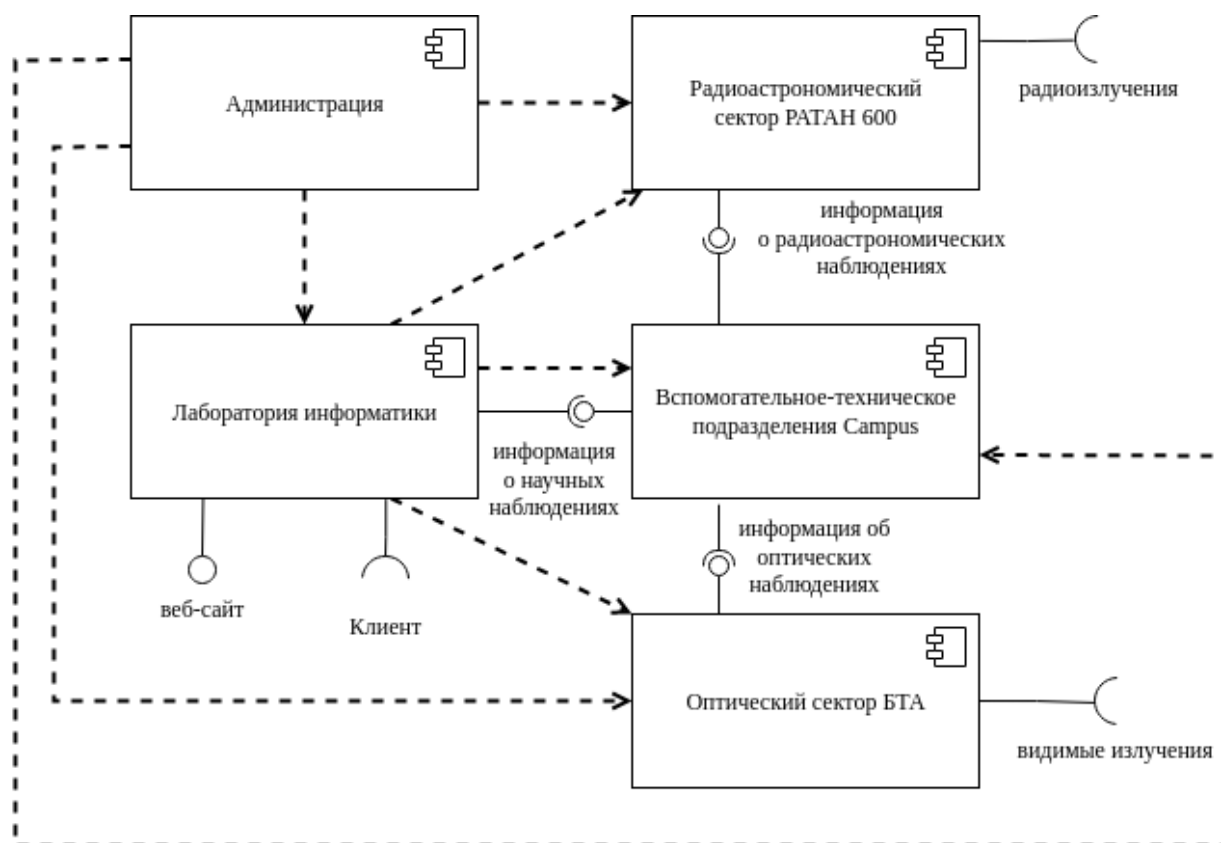 Администрация
Радиоастрономический
сектор РАТАН 600
радиоизлучения
информация
о радиоастрономических
наблюдениях
Лаборатория информатики
Вспомогательное-техническое
подразделения Campus
информация
о научных
наблюдениях
информация об
оптических
наблюдениях
веб-сайт
Клиент
Оптический сектор БТА
видимые излучения